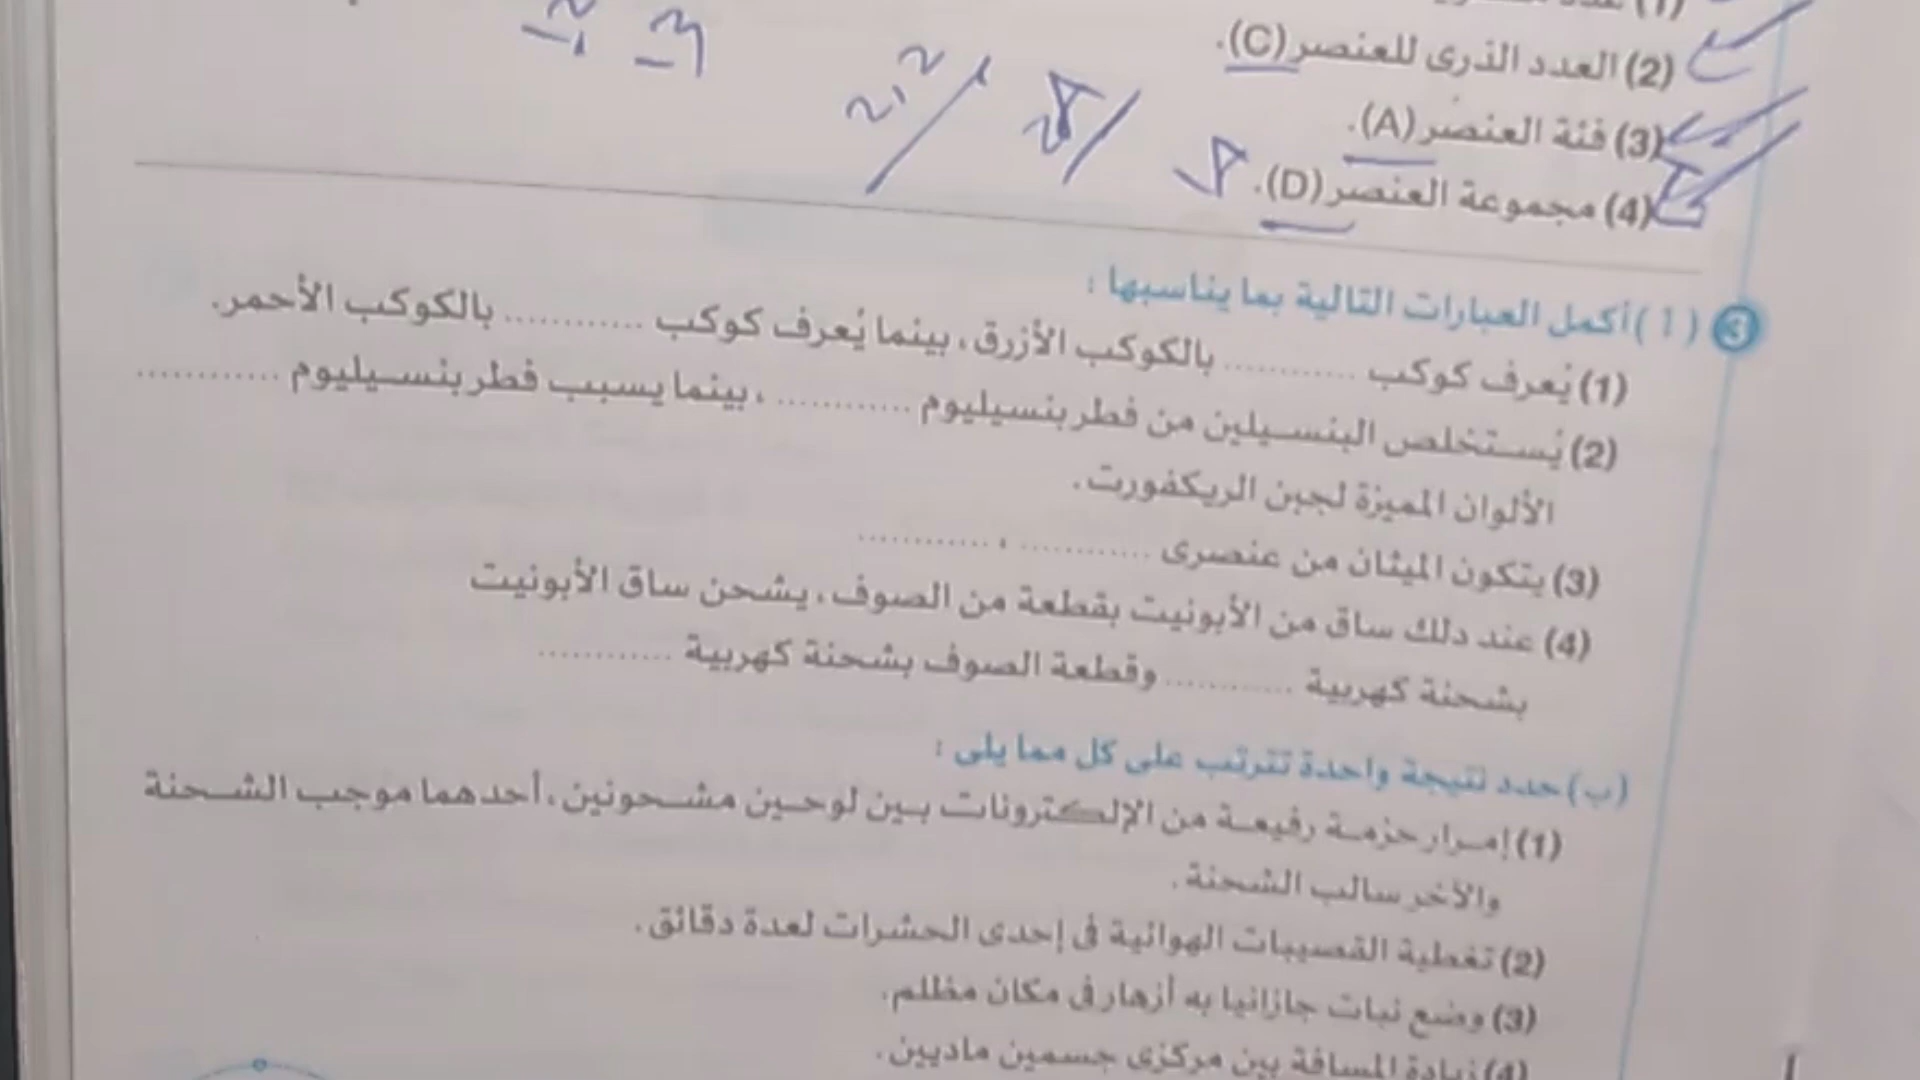 (2) العدد الذرى للعنصر (C).
(3) فئة العنصر (A).
(4) مجموعة العنصر (D).
3 (أ) أكمل العبارات التالية بما يناسبها :
(1) يُعرف كوكب ............ بالكوكب الأزرق، بينما يُعرف كوكب ............ بالكوكب الأحمر.
(2) يُستخلص البنسيلين من فطر بنسيليوم ............ ، بينما يسبب فطر بنسيليوم ............
الألوان المميزة لجبن الريكفورت.
(3) يتكون الميثان من عنصرى ............ ، ............
(4) عند دلك ساق من الأبونيت بقطعة من الصوف، يشحن ساق الأبونيت
بشحنة كهربية ............ وقطعة الصوف بشحنة كهربية ............
(ب) حدد نتيجة واحدة تترتب على كل مما يلى :
(1) إمرار حزمة رفيعة من الإلكترونات بين لوحين مشحونين، أحدهما موجب الشحنة
والآخر سالب الشحنة.
(2) تغطية القصيبات الهوائية فى إحدى الحشرات لعدة دقائق.
(3) وضع نبات جازانيا به أزهار فى مكان مظلم.
(4) زيادة المسافة بين مركزى جسمين ماديين.